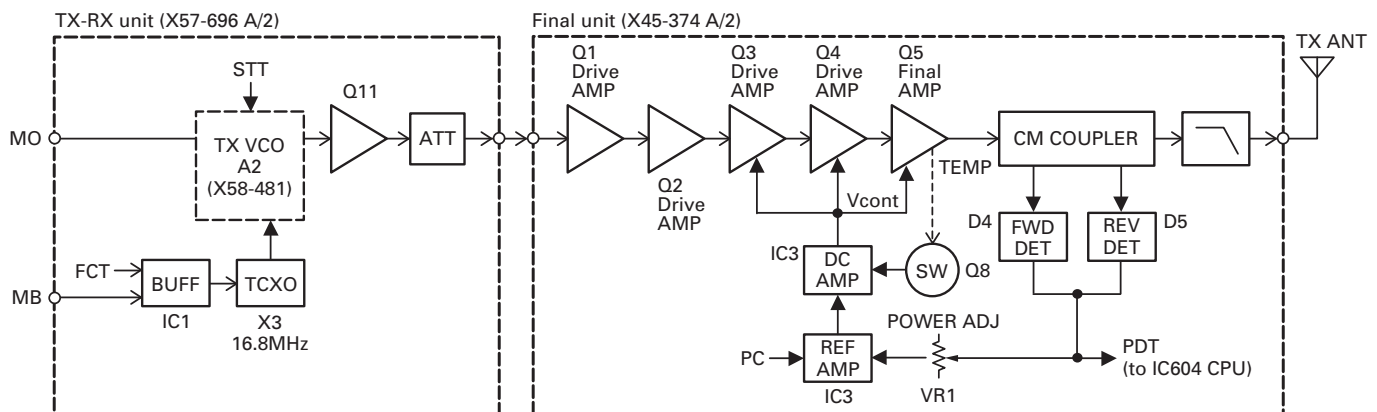 TX-RX unit (X57-696 A/2)
Final unit (X45-374 A/2)
TX ANT
STT
Q11
Q1
Drive
AMP
Q3
Drive
AMP
Q4
Drive
AMP
Q5
Final
AMP
MO
TX VCO
A2
(X58-481)
ATT
CM COUPLER
TEMP
Q2
Drive
AMP
Vcont
D4
FWD
DET
REV
DET
D5
IC3
DC
AMP
SW
Q8
FCT
MB
BUFF
TCXO
IC1
X3
16.8MHz
POWER ADJ
PC
REF
AMP
IC3
VR1
PDT
(to IC604 CPU)